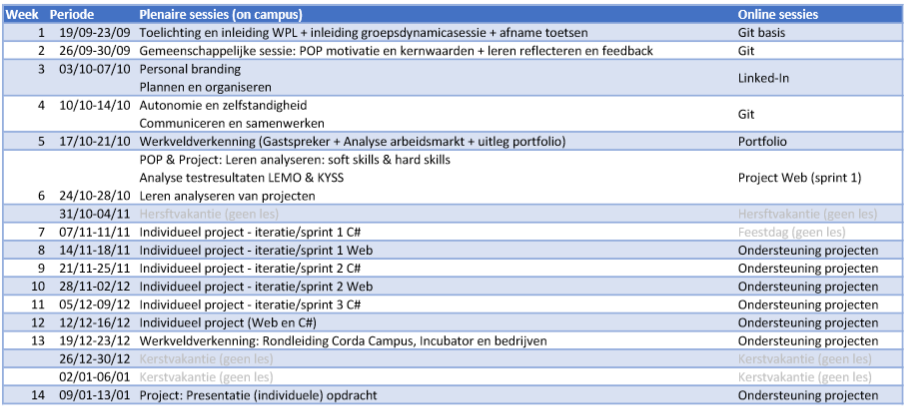 Week Periode Plenaire sessies (on campus) Online sessies
1 19/09-23/09 Toelichting en inleiding WPL + inleiding groepsdynamicasessie + afname toetsen Git basis
2 26/09-30/09 Gemeenschappelijke sessie: POP motivatie en kernwaarden + leren reflecteren en feedback Git
3 03/10-07/10 Personal branding
Plannen en organiseren Linked-In
4 10/10-14/10 Autonomie en zelfstandigheid
Communiceren en samenwerken Git
5 17/10-21/10 Werkveldverkenning (Gastspreker + Analyse arbeidsmarkt + uitleg portfolio) Portfolio
POP & Project: Leren analyseren: soft skills & hard skills
Analyse testresultaten LEMO & KYSS Project Web (sprint 1)
6 24/10-28/10 Leren analyseren van projecten
31/10-04/11 Hersftvakantie (geen les) Hersftvakantie (geen les)
7 07/11-11/11 Individueel project - iteratie/sprint 1 C# Feestdag (geen les)
8 14/11-18/11 Individueel project - iteratie/sprint 1 Web Ondersteuning projecten
9 21/11-25/11 Individueel project - iteratie/sprint 2 C# Ondersteuning projecten
10 28/11-02/12 Individueel project - iteratie/sprint 2 Web Ondersteuning projecten
11 05/12-09/12 Individueel project - iteratie/sprint 3 C# Ondersteuning projecten
12 12/12-16/12 Individueel project (Web en C#) Ondersteuning projecten
13 19/12-23/12 Werkveldverkenning: Rondleiding Corda Campus, Incubator en bedrijven Ondersteuning projecten
26/12-30/12 Kerstvakantie (geen les) Kerstvakantie (geen les)
02/01-06/01 Kerstvakantie (geen les) Kerstvakantie (geen les)
14 09/01-13/01 Project: Presentatie (individuele) opdracht Ondersteuning projecten